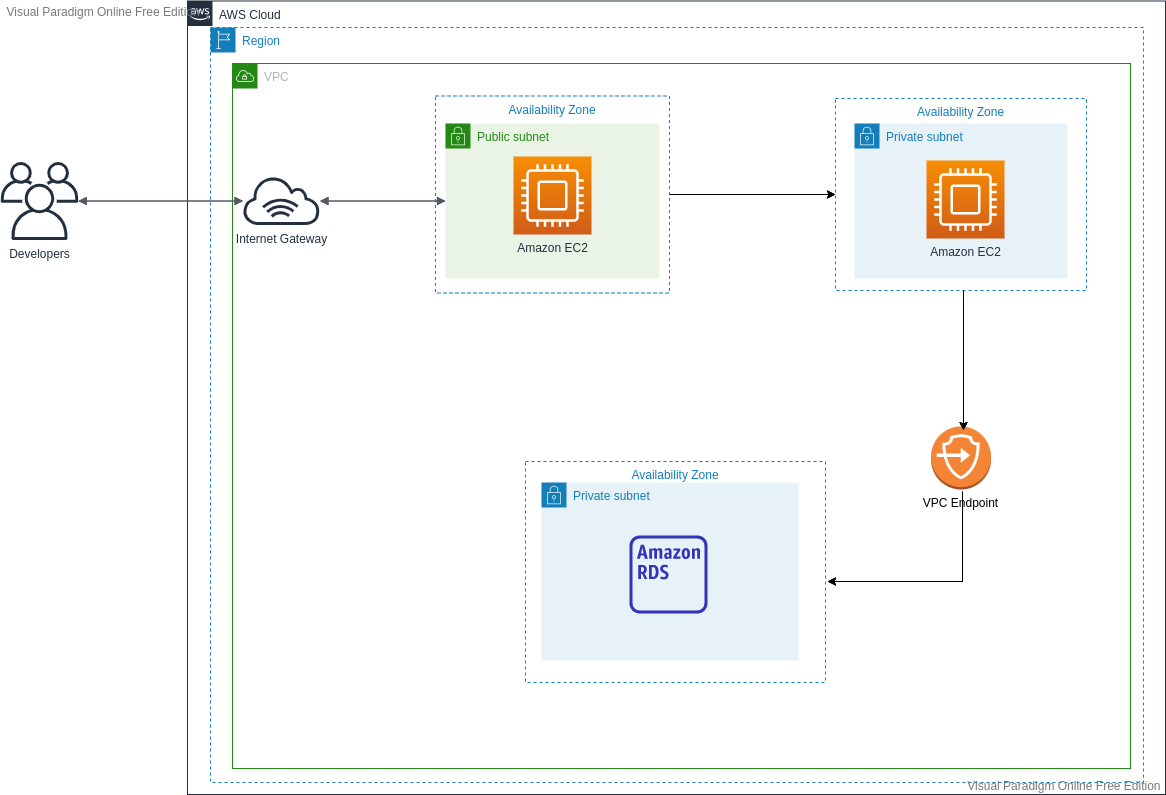 Visual Paradigm Online Free Edition
aws
AWS Cloud
Region
VPC
Availability Zone
Public subnet
Amazon EC2
Availability Zone
Private subnet
Amazon EC2
Developers
Internet Gateway
VPC Endpoint
Availability Zone
Private subnet
Amazon
RDS
Visual Paradigm Online Free Edition